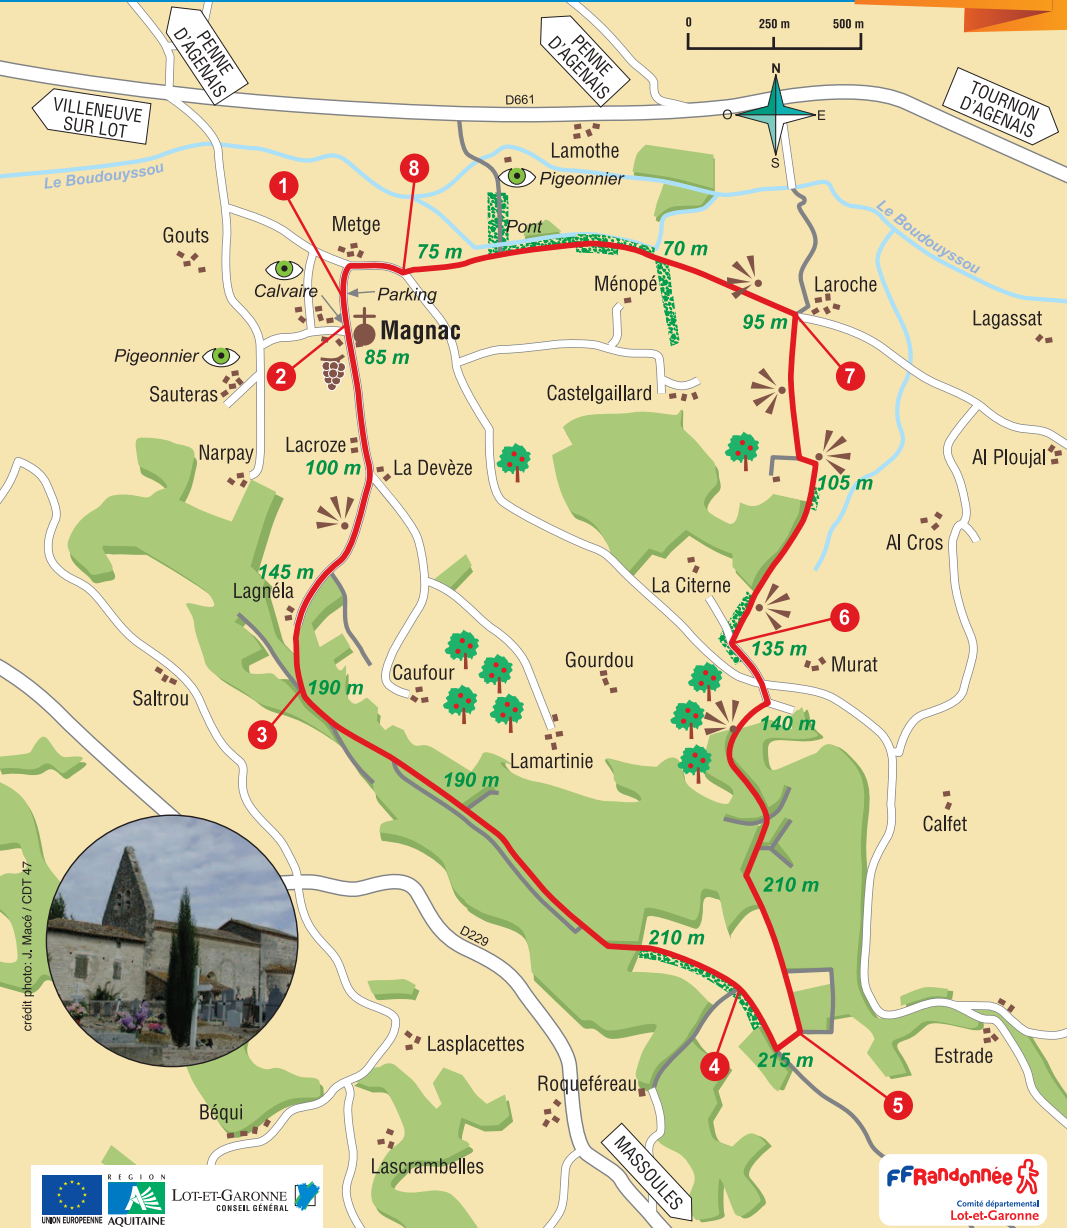 0 250 m 500 m
PENNE
D'AGENAIS
PENNE
D'AGENAIS
N
O E
S
TOURNON
D'AGENAIS
VILLENEUVE
SUR LOT
D661
Lamothe
Le Boudouyssou
Pigeonnier
1
8
Metge
Gouts
Pont
75 m
70 m
Le Boudouyssou
Calvaire
Parking
Ménopé
Laroche
Magnac
95 m
Lagassat
85 m
Pigeonnier
2
7
Sauteras
Castelgaillard
Narpay
Lacroze
100 m
La Devèze
Al Ploujal
105 m
Al Cros
145 m
Lagnéla
La Citerne
6
135 m
Murat
Saltrou
190 m
Caufour
Gourdou
3
140 m
Lamartinie
190 m
Calfet
210 m
crédit photo: J. Macé / CDT 47
D229
210 m
Lasplacettes
Estrade
4
215 m
Roqueféreau
5
Béqui
MASSOULES
Lascrambelles
UNION EUROPEENNE
REGION
AQUITAINE
LOT-ET-GARONNE
CONSEIL GÉNÉRAL
FFRandonnée
Comité départemental
Lot-et-Garonne